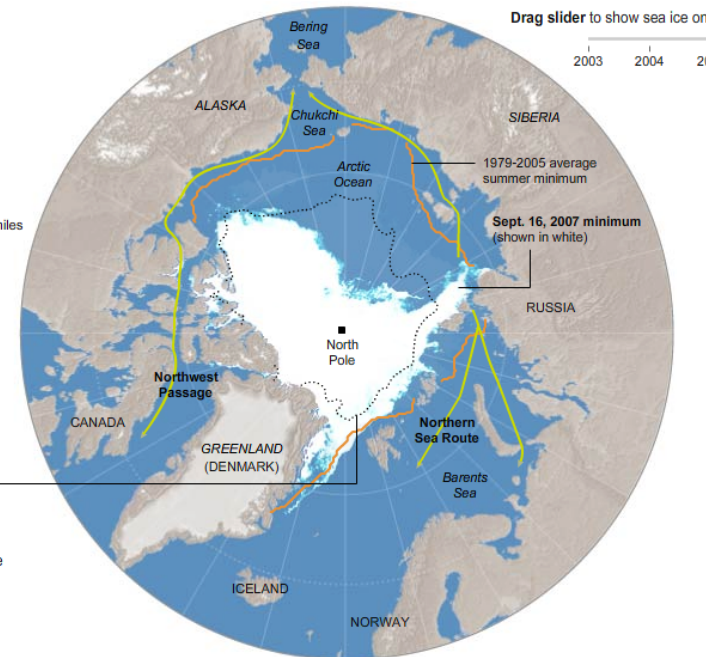 Drag slider to show sea ice on
2003 2004
Bering
Sea
ALASKA
Chukchi
Sea
SIBERIA
Arctic
Ocean
1979-2005 average
summer minimum
Sept. 16, 2007 minimum
(shown in white)
RUSSIA
North
Pole
Northwest
Passage
CANADA
GREENLAND
(DENMARK)
Northern
Sea Route
Barents
Sea
ICELAND
NORWAY